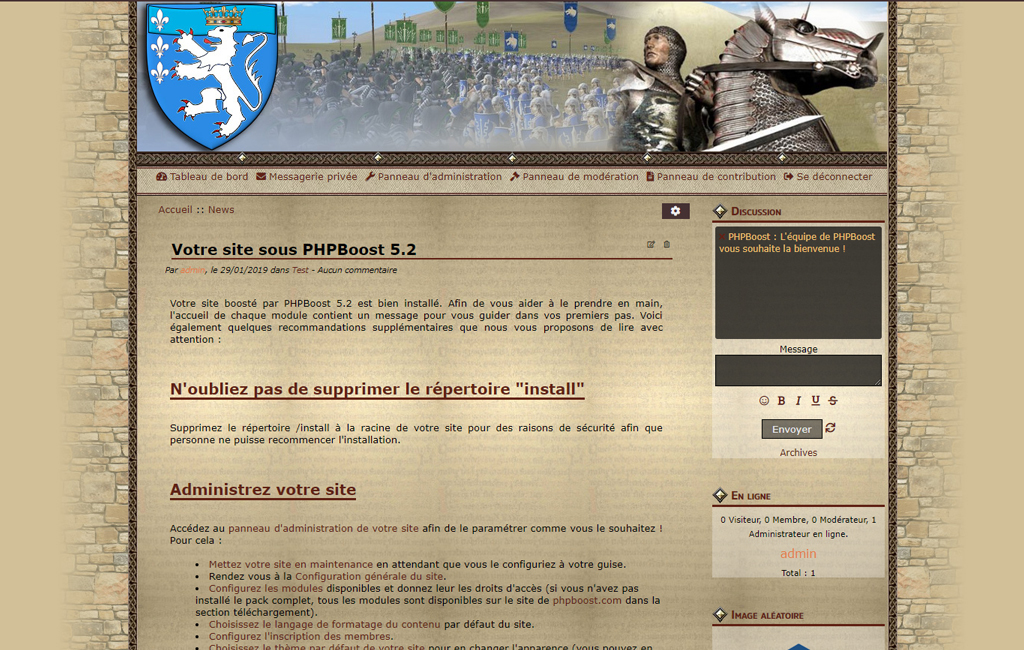 Tableau de bord Messagerie privée Panneau d'administration Panneau de modération Panneau de contribution Se déconnecter
Accueil :: News
Votre site sous PHPBoost 5.2
Par admin, le 29/01/2019 dans Test - Aucun commentaire
Votre site boosté par PHPBoost 5.2 est bien installé. Afin de vous aider à le prendre en main,
l'accueil de chaque module contient un message pour vous guider dans vos premiers pas. Voici
également quelques recommandations supplémentaires que nous vous proposons de lire avec
attention :
N'oubliez pas de supprimer le répertoire "install"
Supprimez le répertoire /install à la racine de votre site pour des raisons de sécurité afin que
personne ne puisse recommencer l'installation.
Administrez votre site
Accédez au panneau d'administration de votre site afin de le paramétrer comme vous le souhaitez !
Pour cela :
• Mettez votre site en maintenance en attendant que vous le configuriez à votre guise.
• Rendez vous à la Configuration générale du site.
• Configurez les modules disponibles et donnez leur les droits d'accès (si vous n'avez pas
installé le pack complet, tous les modules sont disponibles sur le site de phpboost.com dans la
section téléchargement).
• Choisissez le langage de formatage du contenu par défaut du site.
• Configurez l'inscription des membres.
• Choisissez le thème par défaut de votre site pour en changer l'apparence (vous pouvez en
Discussion
PHPBoost : L'équipe de PHPBoost
vous souhaite la bienvenue !
Message
B I U S
Envoyer
Archives
En ligne
0 Visiteur, 0 Membre, 0 Modérateur, 1
Administrateur en ligne.
admin
Total : 1
Image aléatoire